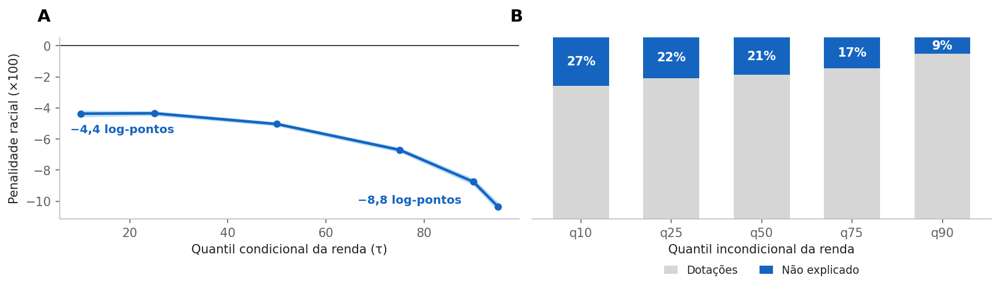 A
Penalidade racial (×100)
0
−2
−4
−6
−8
−10
−4,4 log-pontos
−8,8 log-pontos
20
40
60
80
Quantil condicional da renda (τ)
B
27%
22%
21%
17%
9%
q10
q25
q50
q75
q90
Quantil incondicional da renda
Dotações
Não explicado